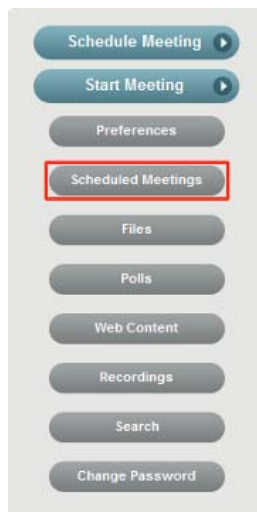 Schedule Meeting
Start Meeting
Preferences
Scheduled Meetings
Files
Polls
Web Content
Recordings
Search
Change Password